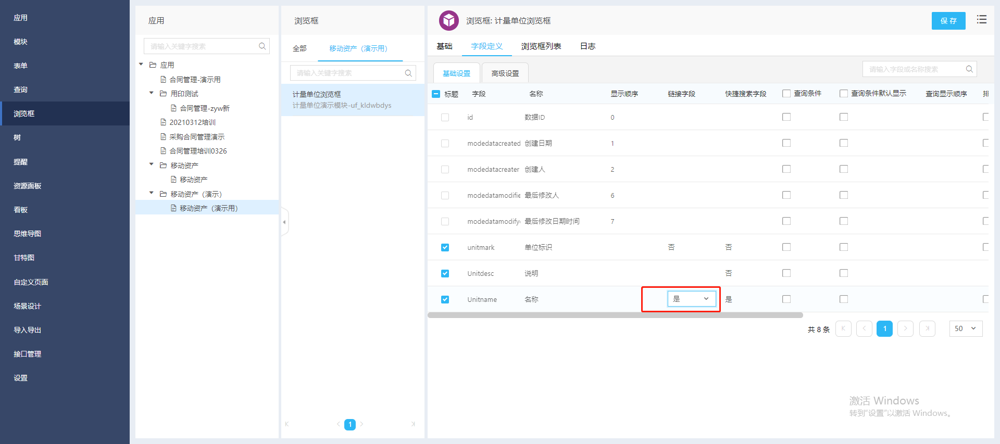 应用
模块
表单
查询
浏览框
树
提醒
资源面板
看板
思维导图
甘特图
自定义页面
场景设计
导入导出
接口管理
设置
应用
请输入关键字搜索
应用
合同管理-演示用
用印测试
合同管理-zyw新
20210312培训
采购合同管理演示
合同管理培训0326
移动资产
移动资产
移动资产（演示）
移动资产（演示用）
浏览框
全部 移动资产（演示用）
请输入关键字搜索
计量单位浏览框
计量单位演示模块-uf_kldwbdys
1
浏览框: 计量单位浏览框
保 存
基础 字段定义 浏览框列表 日志
基础设置 高级设置
请输入字段或名称搜索
标题 字段 名称 显示顺序 链接字段 快捷搜索字段 查询条件 查询条件默认显示 查询显示顺序
id 数据ID 0
modedatacreated 创建日期 1
modedatacreater 创建人 2
modedatamodifie 最后修改人 6
modedatamodify 最后修改日期时间 7
unitmark 单位标识 否 否
Unitdesc 说明 否
Unitname 名称 是 是
共 8 条 1 50
激活 Windows
转到"设置"以激活 Windows。